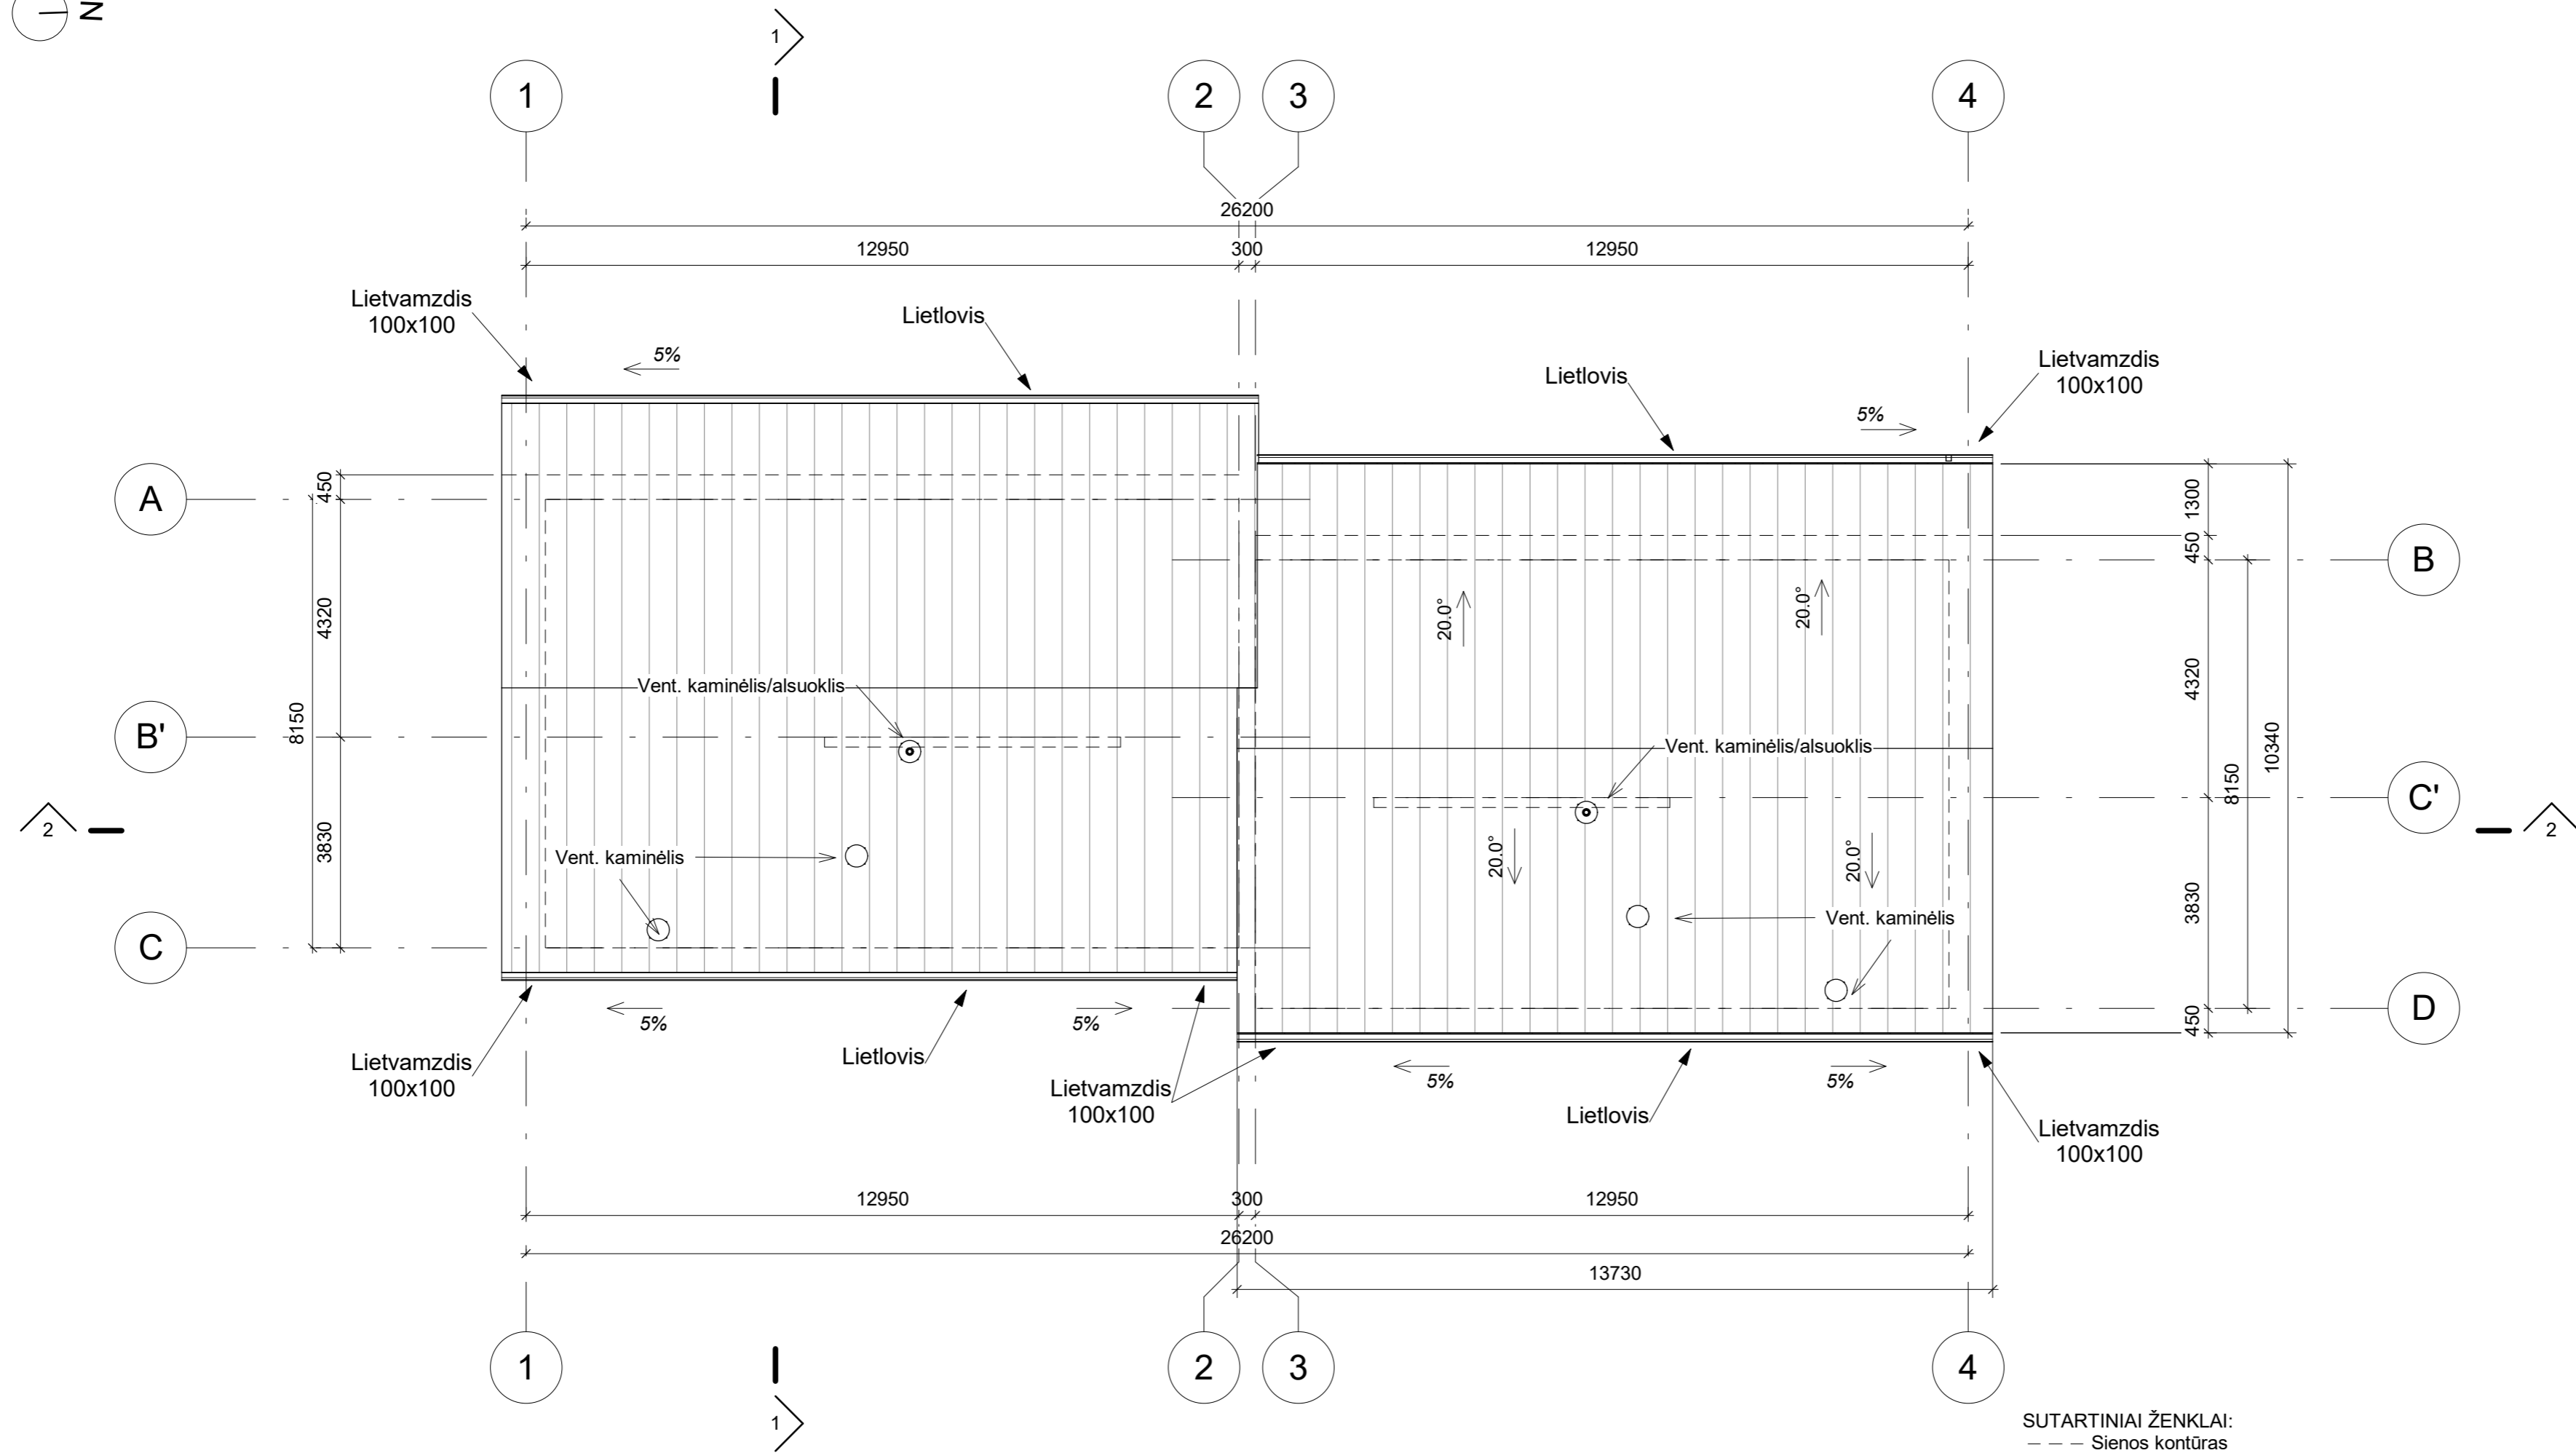 N
1
1
2
3
4
26200
12950
300
12950
Lietvamzdis
100x100
Lietlovis
5%
Lietlovis
Lietvamzdis
100x100
5%
A
450
1300
450
B
4320
20.0°
20.0°
4320
Vent. kaminėlis/alsuoklis
B'
8150
Vent. kaminėlis/alsuoklis
10340
8150
C'
2
3830
Vent. kaminėlis
20.0°
20.0°
2
3830
Vent. kaminėlis
C
D
450
5%
5%
Lietlovis
Lietvamzdis
100x100
Lietvamzdis
100x100
5%
5%
Lietlovis
Lietvamzdis
100x100
12950
300
12950
26200
13730
1
2
3
4
1
SUTARTINIAI ŽENKLAI:
Sienos kontūras